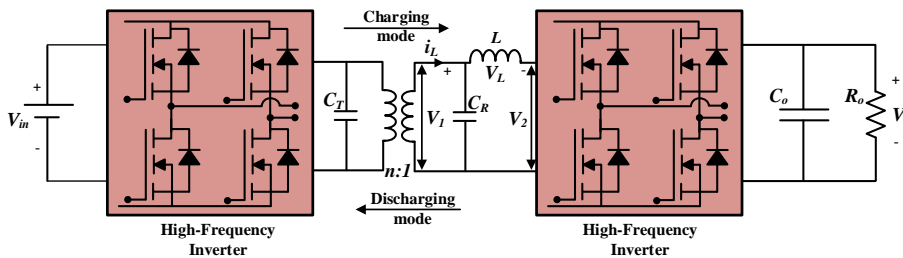 Charging
mode
L
i_L
+
V_L
-
+
V_in
-
C_T
V_1
C_R
V_2
n:1
C_o
R_o
+
V
-
Discharging
mode
High-Frequency
Inverter
High-Frequency
Inverter